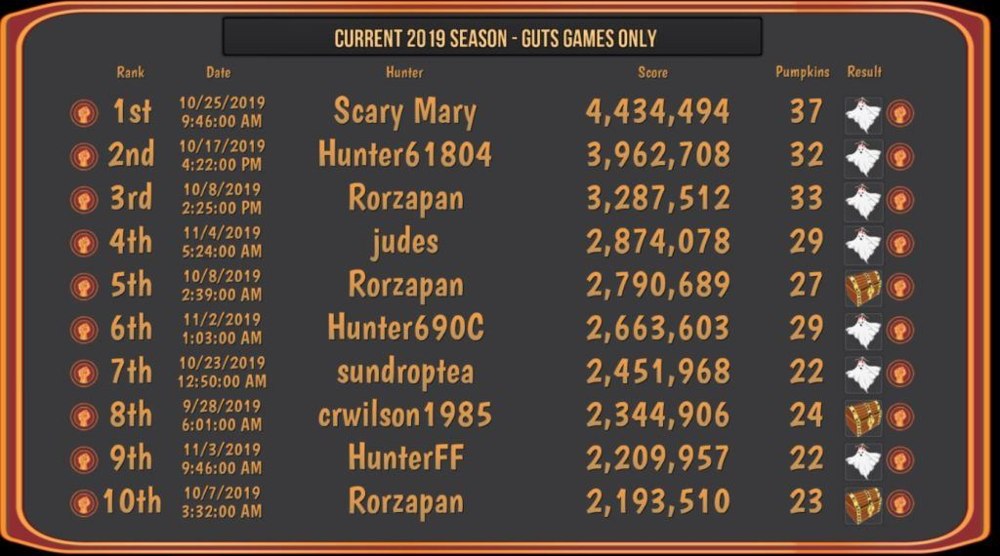 CURRENT 2019 SEASON - GUTS GAMES ONLY
Rank Date Hunter Score Pumpkins Result
1st 10/25/2019 9:46:00 AM Scary Mary 4,434,494 37
2nd 10/17/2019 4:22:00 PM Hunter61804 3,962,708 32
3rd 10/8/2019 2:25:00 PM Rorzapan 3,287,512 33
4th 11/4/2019 5:24:00 AM judes 2,874,078 29
5th 10/8/2019 2:39:00 AM Rorzapan 2,790,689 27
6th 11/2/2019 1:03:00 AM Hunter690C 2,663,603 29
7th 10/23/2019 12:50:00 AM sundroptea 2,451,968 22
8th 9/28/2019 6:01:00 AM crwilson1985 2,344,906 24
9th 11/3/2019 9:46:00 AM HunterFF 2,209,957 22
10th 10/7/2019 3:32:00 AM Rorzapan 2,193,510 23